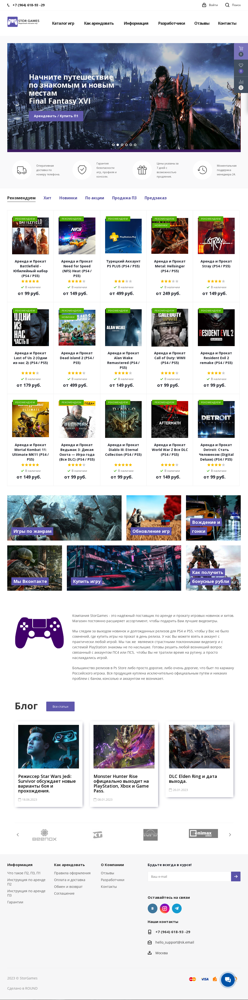 +7 (964) 618-93 -29
Войти
Поиск
STOR GAMES
Каталог игр
Как арендовать
Информация
Разработчики
Отзывы
Контакты
0
0
0
Начните путешествие
по знакомым и новым
местам
Final Fantasy XVI
Арендовать / Купить П1
Оперативная
доставка по
номеру телефона.
Гарантия
безопасности
игр, профиля и
консоли.
Цены указаны за
7 дней с
возможностью
продления.
Моментальная
поддержка
менеджера 24.
Рекомендуем
Хит
Новинки
По акции
Продажа П3
Предзаказ
РЕКОМЕНДУЕМ
BATTLEFIELD
ANNIVERSARY BUNDLE
Аренда и Прокат
Battlefield -
Юбилейный набор
(PS4 / PS5)
В наличии
от 99 руб.
РЕКОМЕНДУЕМ
NFS
Аренда и Прокат
Need for Speed
(NFS) Heat (PS4 /
PS5)
В наличии
от 149 руб.
РЕКОМЕНДУЕМ
PlayStation.Plus
Турецкий Аккаунт
PS PLUS (PS4 / PS5)
В наличии
от 499 руб.
РЕКОМЕНДУЕМ
НОВИНКИ
HELLSINGER
Аренда и Прокат
Metal: Hellsinger
(PS4 / PS5)
В наличии
от 249 руб.
РЕКОМЕНДУЕМ
STRAY
Аренда и Прокат
Stray (PS4 / PS5)
В наличии
от 149 руб.
РЕКОМЕНДУЕМ
ОДНИ
ИЗ
НАС
ЧАСТЬ II
Аренда и Прокат
Last of Us 2 (Одни
из нас 2) (PS4 / PS5)
В наличии
от 179 руб.
РЕКОМЕНДУЕМ
НОВИНКИ
DEAD ISLAND 2
Аренда и Прокат
Dead island 2 (PS4 /
PS5)
В наличии
от 499 руб.
РЕКОМЕНДУЕМ
ALAN WAKE
REMASTERED
Аренда и Прокат
Alan Wake
Remastered (PS4 /
PS5)
В наличии
от 149 руб.
РЕКОМЕНДУЕМ
CALL OF DUTY
WWII
Аренда и Прокат
Call of Duty: WWII
(PS4 / PS5)
В наличии
от 99 руб.
РЕКОМЕНДУЕМ
RESIDENT EVIL 2
DELUXE EDITION
Аренда и Прокат
Resident Evil 2
remake (PS4 / PS5)
В наличии
от 99 руб.
РЕКОМЕНДУЕМ
MORTAL KOMBAT 11
ULTIMATE
Аренда и Прокат
Mortal Kombat 11:
Ultimate MK11 (PS4 /
PS5)
В наличии
от 149 руб.
РЕКОМЕНДУЕМ
ГОДА»
ВЕДЬМАК
ДИКАЯ ОХОТА
Аренда и Прокат
Ведьмак 3: Дикая
Охота — Игра года
(Все DLC) (PS4 / PS5)
В наличии
от 99 руб.
РЕКОМЕНДУЕМ
DIABLO
III
Аренда и Прокат
Diablo III: Eternal
Collection (PS4 / PS5)
В наличии
от 99 руб.
РЕКОМЕНДУЕМ
WORLD WAR
Z
AFTERMATH
Аренда и Прокат
World War Z Все DLC
(PS4 / PS5)
В наличии
от 149 руб.
РЕКОМЕНДУЕМ
DETROIT
BECOME HUMAN
Аренда и Прокат
Detroit: Стать
Человеком (Digital
Deluxe) (PS4 / PS5)
В наличии
от 99 руб.
Игры по жанрам
Обновление игр
Вождение и
гонки
Мы Вконтакте
Купить игру
Как получить
бонусные рубли
Компания StorGames - это надёжный поставщик по аренде и прокату игровых новинок и хитов.
Магазин постоянно расширяет ассортимент, чтобы подарить Вам лучшие видеоигры.
Мы следим за выходом новинок и долгожданных релизов для PS4 и PS5, чтобы у Вас не было
сомнений, где купить игры на прокат в день релиза. У нас Вы можете взять в аккаунт с
практически любой игрой. Мы так же являемся страстными поклонниками видеоигр и с
системой PlayStation знакомы не по наслышке. Готовы решить любой возникший вопрос
связанный с аккаунтом ПС4 или ПС5, чтобы Вы не тратили время на рутину, а просто
наслаждались игрой.
Большинство релизов в Ps Store либо просто дорогие, либо очень дорогие, что бьет по карману
Российского игрока. Вся продукция куплена исключительно официальным путём и никаких
проблем с баном, консолью и аккаунтом не возникает.
Блог
Все статьи
Режиссер Star Wars Jedi:
Survivor обсуждает новые
варианты боя и
прохождения.
18.06.2023
Monster Hunter Rise
официально выходит на
PlayStation, Xbox и Game
Pass.
08.01.2023
DLC Elden Ring и дата
выхода.
26.01.2023
BEENOX
Zenimax
online
Информация
Что такое П2, П3, П1
Инструкция по аренде
П2
Инструкция по аренде
П3
Гарантии
Как арендовать
Правила оформления
Оплата и доставка
Обмен и возврат
Соглашение
О Компании
Отзывы
Разработчики
Контакты
Будьте всегда в курсе!
Ваш e-mail
Оставайтесь на связи
Наши контакты
+7 (964) 618-93 -29
hello_support@sk.email
Москва
2023 © StorGames
VISA
Сделано в ROUND